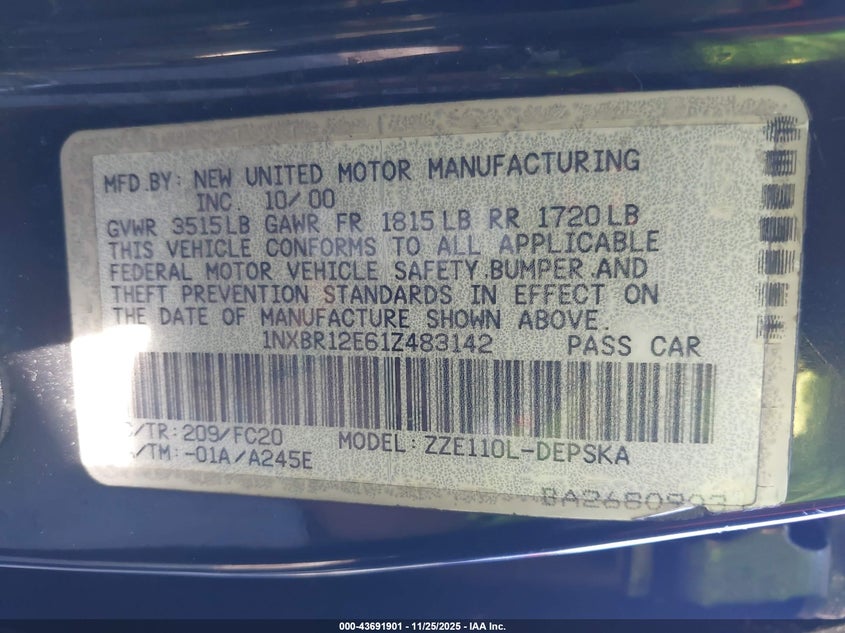 MFD.BY: NEW UNITED MOTOR MANUFACTURING
INC. 10/00
GVWR 3515LB GAWR FR 1815LB RR 1720LB
THIS VEHICLE CONFORMS TO ALL APPLICABLE
FEDERAL MOTOR VEHICLE SAFETY.BUMPER.AND
THEFT PREVENTION STANDARDS IN EFFECT ON
THE DATE OF MANUFACTURE SHOWN ABOVE.
1NXBR12E61Z483142 PASS CAR
/TR:209/FC20 MODEL: ZZE110L-DEPSKA
/TM:-01A/A245E
000-43691901 - 11/25/2025 - IAA Inc.